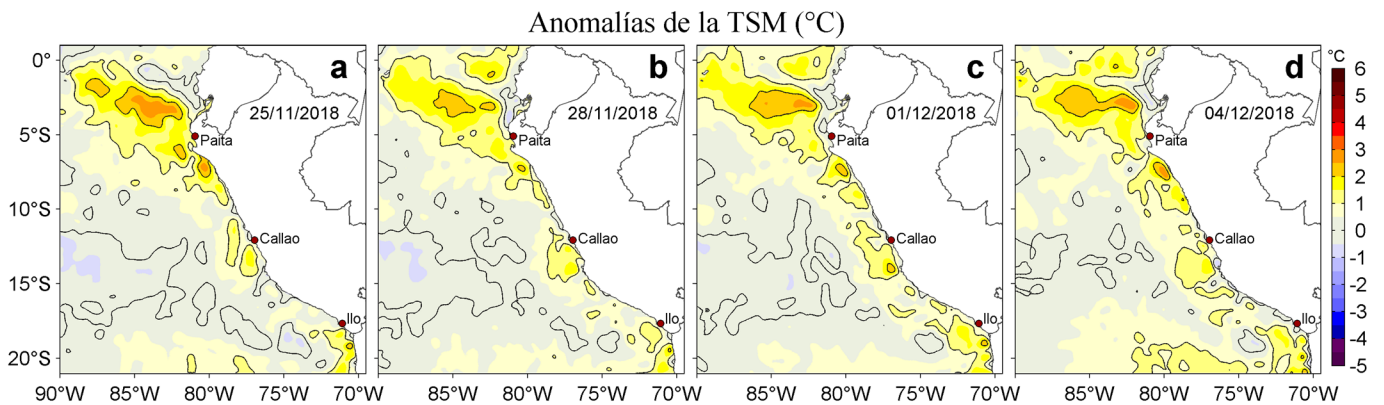 Anomalías de la TSM (°C)
a
25/11/2018
Paita
Callao
Ilo
b
28/11/2018
Paita
Callao
Ilo
c
01/12/2018
Paita
Callao
Ilo
d
04/12/2018
Paita
Callao
Ilo
0°
5°S
10°S
15°S
20°S
90°W 85°W 80°W 75°W 70°W
85°W 80°W 75°W 70°W
85°W 80°W 75°W 70°W
85°W 80°W 75°W 70°W
°C
6
5
4
3
2
1
0
-1
-2
-3
-4
-5